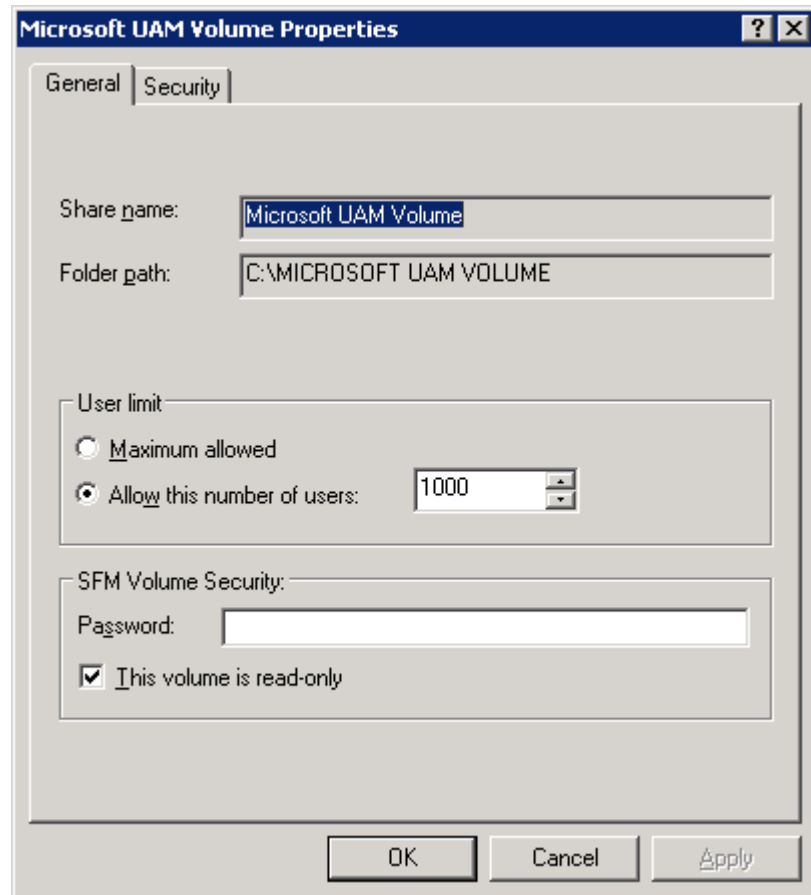 Microsoft UAM Volume Properties
General Security
Share name: Microsoft UAM Volume
Folder path: C:\MICROSOFT UAM VOLUME
User limit
Maximum allowed
Allow this number of users: 1000
SFM Volume Security:
Password:
This volume is read-only
OK Cancel Apply